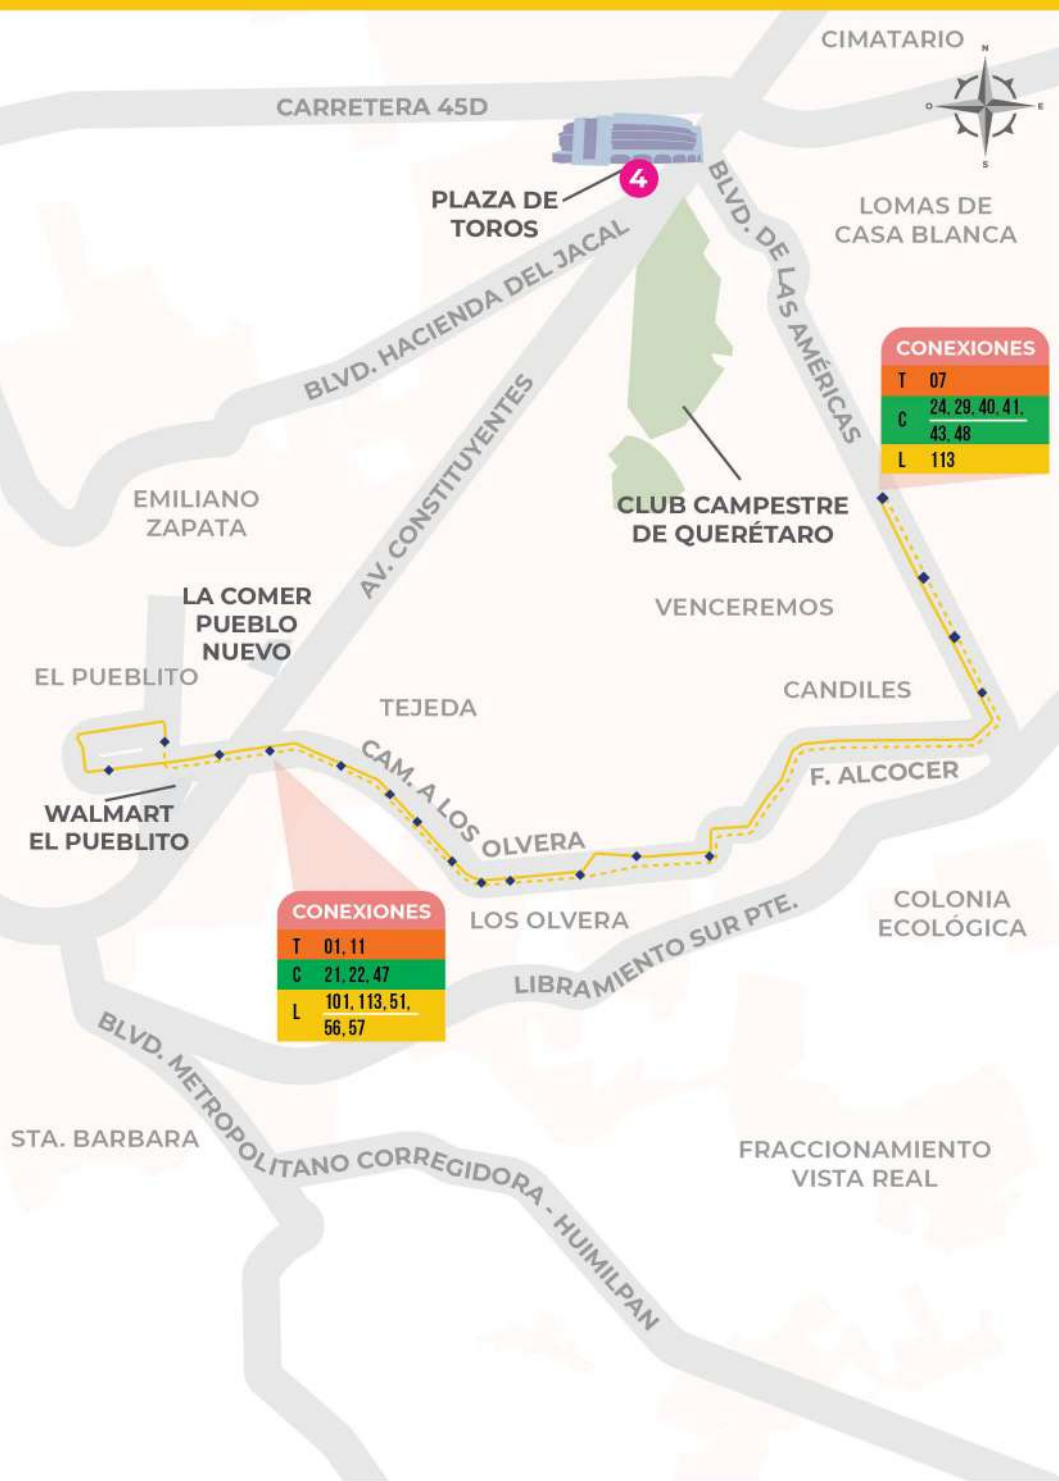 CIMATARIO
N
O
E
S
CARRETERA 45D
4
PLAZA DE
TOROS
BLVD. DE LAS AMÉRICAS
LOMAS DE
CASA BLANCA
BLVD. HACIENDA DEL JACAL
CONEXIONES
T 07
C 24, 29, 40, 41,
43, 48
L 113
AV. CONSTITUYENTES
EMILIANO
ZAPATA
CLUB CAMPESTRE
DE QUERÉTARO
LA COMER
PUEBLO
NUEVO
VENCEREMOS
EL PUEBLITO
TEJEDA
CANDILES
CAM. A LOS OLVERA
F. ALCOCER
WALMART
EL PUEBLITO
CONEXIONES
T 01, 11
C 21, 22, 47
L 101, 113, 51,
56, 57
LOS OLVERA
COLONIA
ECOLÓGICA
LIBRAMIENTO SUR PTE.
BLVD. METROPOLITANO CORREGIDORA - HUIMILPAN
STA. BARBARA
FRACCIONAMIENTO
VISTA REAL